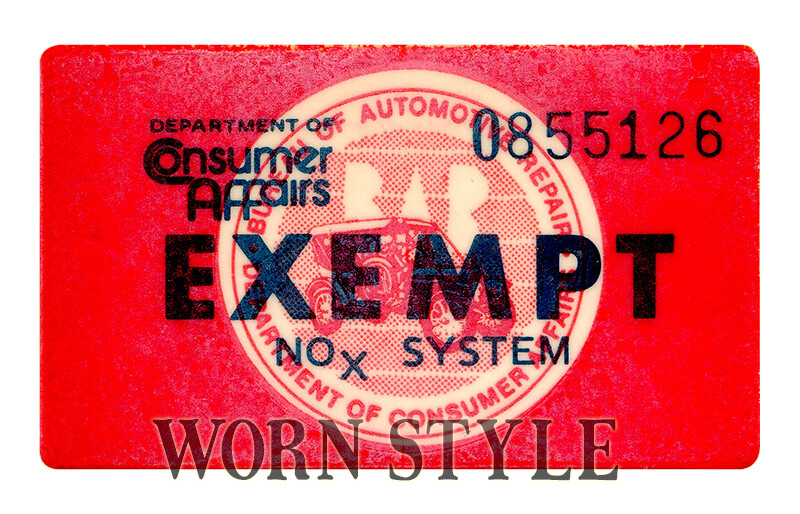 DEPARTMENT OF
Consumer
Affairs
0855126
BUREAU OF AUTOMOTIVE REPAIR
BAR
EXEMPT
NOX SYSTEM
DEPARTMENT OF CONSUMER AFFAIRS
WORN STYLE